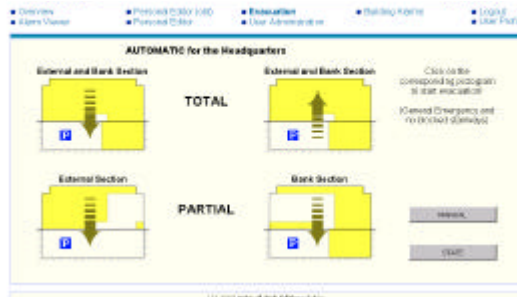 Overview
Personal Editor
Evacuation
Building Alarms
Logout
Alarm Viewer
Personal Editor
User Administration
AUTOMATIC for the Headquarters
External and Bank Section
External and Bank Section
Click on the
corresponding pictogram
to start evacuation!
TOTAL
(General Emergency and
no blocked stairways)
P
P
External Section
Bank Section
PARTIAL
MANUAL
P
P